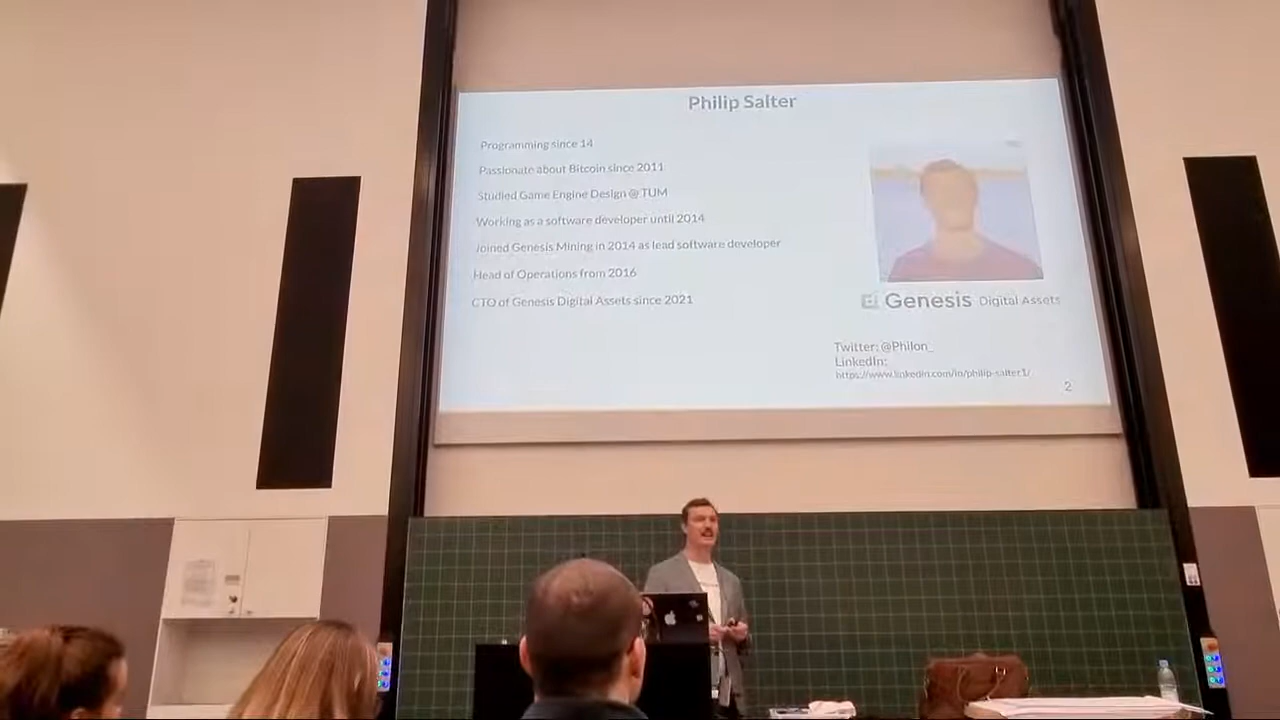 Philip Salter
Programming since 14
Passionate about Bitcoin since 2011
Studied Game Engine Design @ TUM
Working as a software developer until 2014
Joined Genesis Mining in 2014 as lead software developer
Head of Operations from 2016
CTO of Genesis Digital Assets since 2021
Genesis Digital Assets
Twitter: @Philon_
LinkedIn:
https://www.linkedin.com/in/philip-salter1/
2